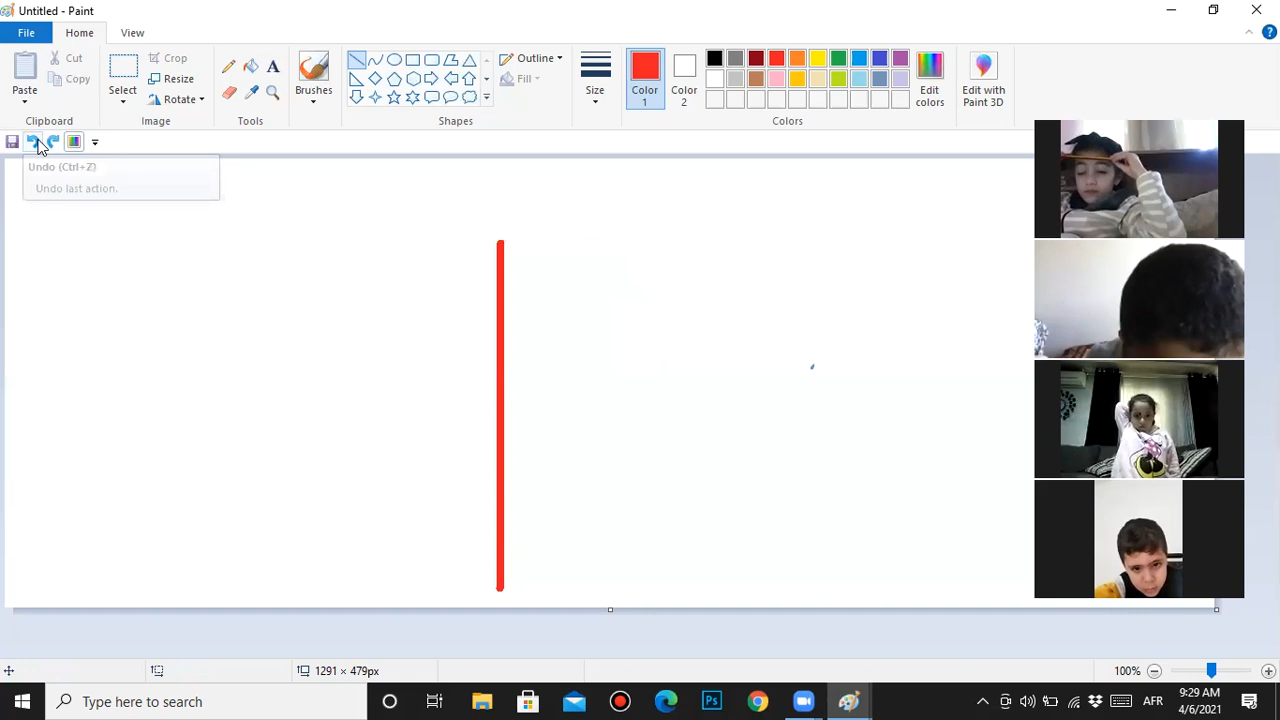 Untitled - Paint
File
Home
View
Paste
Cut
Copy
Clipboard
Select
Crop
Resize
Rotate
Image
A
Tools
Brushes
Outline
Fill
Shapes
Size
Color 1
Color 2
Colors
Edit colors
Edit with Paint 3D
Undo (Ctrl+Z)
Undo last action.
1291 × 479px
100%
Type here to search
Ps
AFR
9:29 AM
4/6/2021